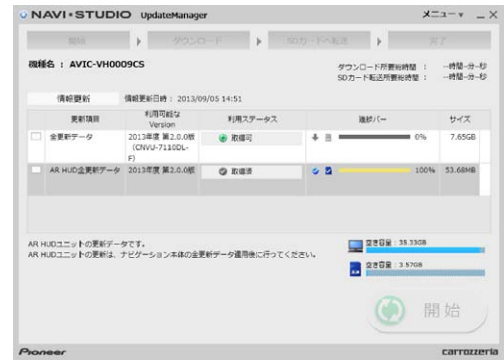 NAVI•STUDIO UpdateManager
メニュー
開始
ダウンロード
SDカードへ転送
完了
機種名 : AVIC-VH0009CS
ダウンロード所要総時間 : --時間-分-秒
SDカード転送所要総時間 : --時間-分-秒
情報更新
情報更新日時 : 2013/09/05 14:51
更新項目
利用可能な
Version
利用ステータス
進捗バー
サイズ
全更新データ
2013年度 第2.0.0版
(CNVU-7110DL-
F)
取得可
0%
7.65GB
AR HUD全更新データ
2013年度 第2.0.0版
取得済
100%
53.68MB
AR HUDユニットの更新データです。
AR HUDユニットの更新は、ナビゲーション本体の全更新データ適用後に行ってください。
空き容量 : 35.33GB
空き容量 : 3.57GB
開始
Pioneer
carrozzeria